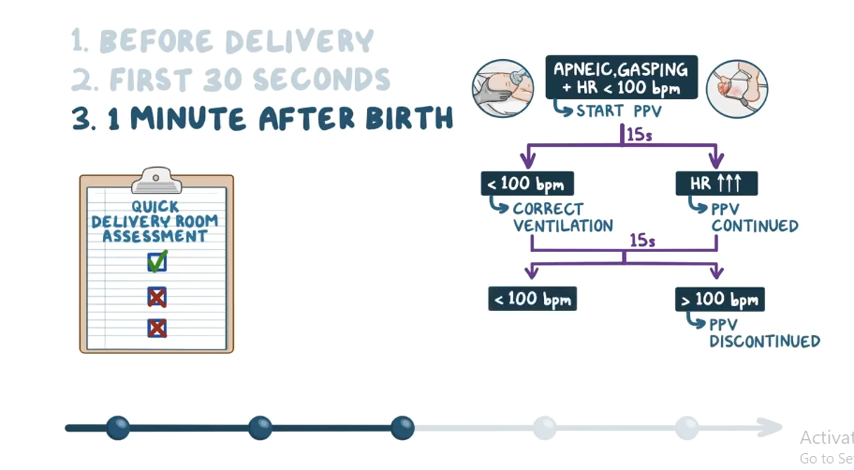 1. BEFORE DELIVERY
2. FIRST 30 SECONDS
3. 1 MINUTE AFTER BIRTH
QUICK
DELIVERY ROOM
ASSESSMENT
APNEIC, GASPING
+ HR < 100 bpm
START PPV
15s
< 100 bpm
CORRECT
VENTILATION
HR ↑↑↑
PPV
CONTINUED
15s
< 100 bpm
> 100 bpm
PPV
DISCONTINUED
Activat
Go to Se